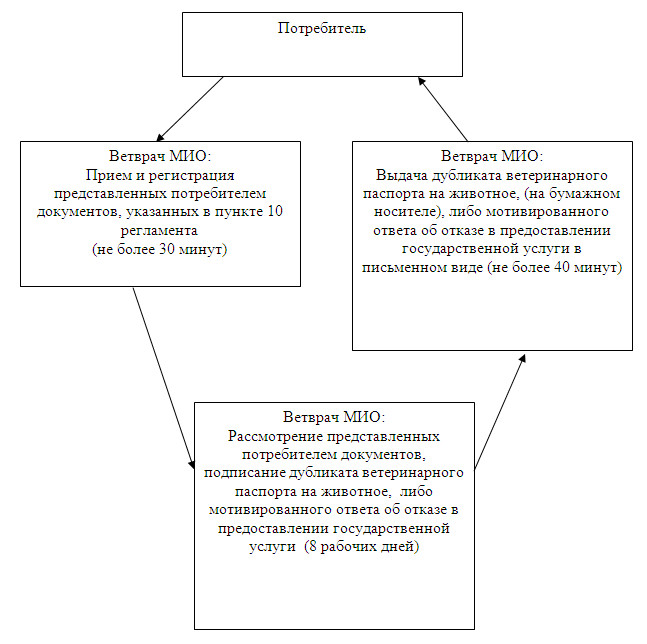 Потребитель
Ветврач МИО:
Прием и регистрация
представленных потребителем
документов, указанных в пункте 10
регламента
(не более 30 минут)
Ветврач МИО:
Выдача дубликата ветеринарного
паспорта на животное, (на бумажном
носителе), либо мотивированного
ответа об отказе в предоставлении
государственной услуги в
письменном виде (не более 40 минут)
Ветврач МИО:
Рассмотрение представленных
потребителем документов,
подписание дубликата ветеринарного
паспорта на животное, либо
мотивированного ответа об отказе в
предоставлении государственной
услуги (8 рабочих дней)